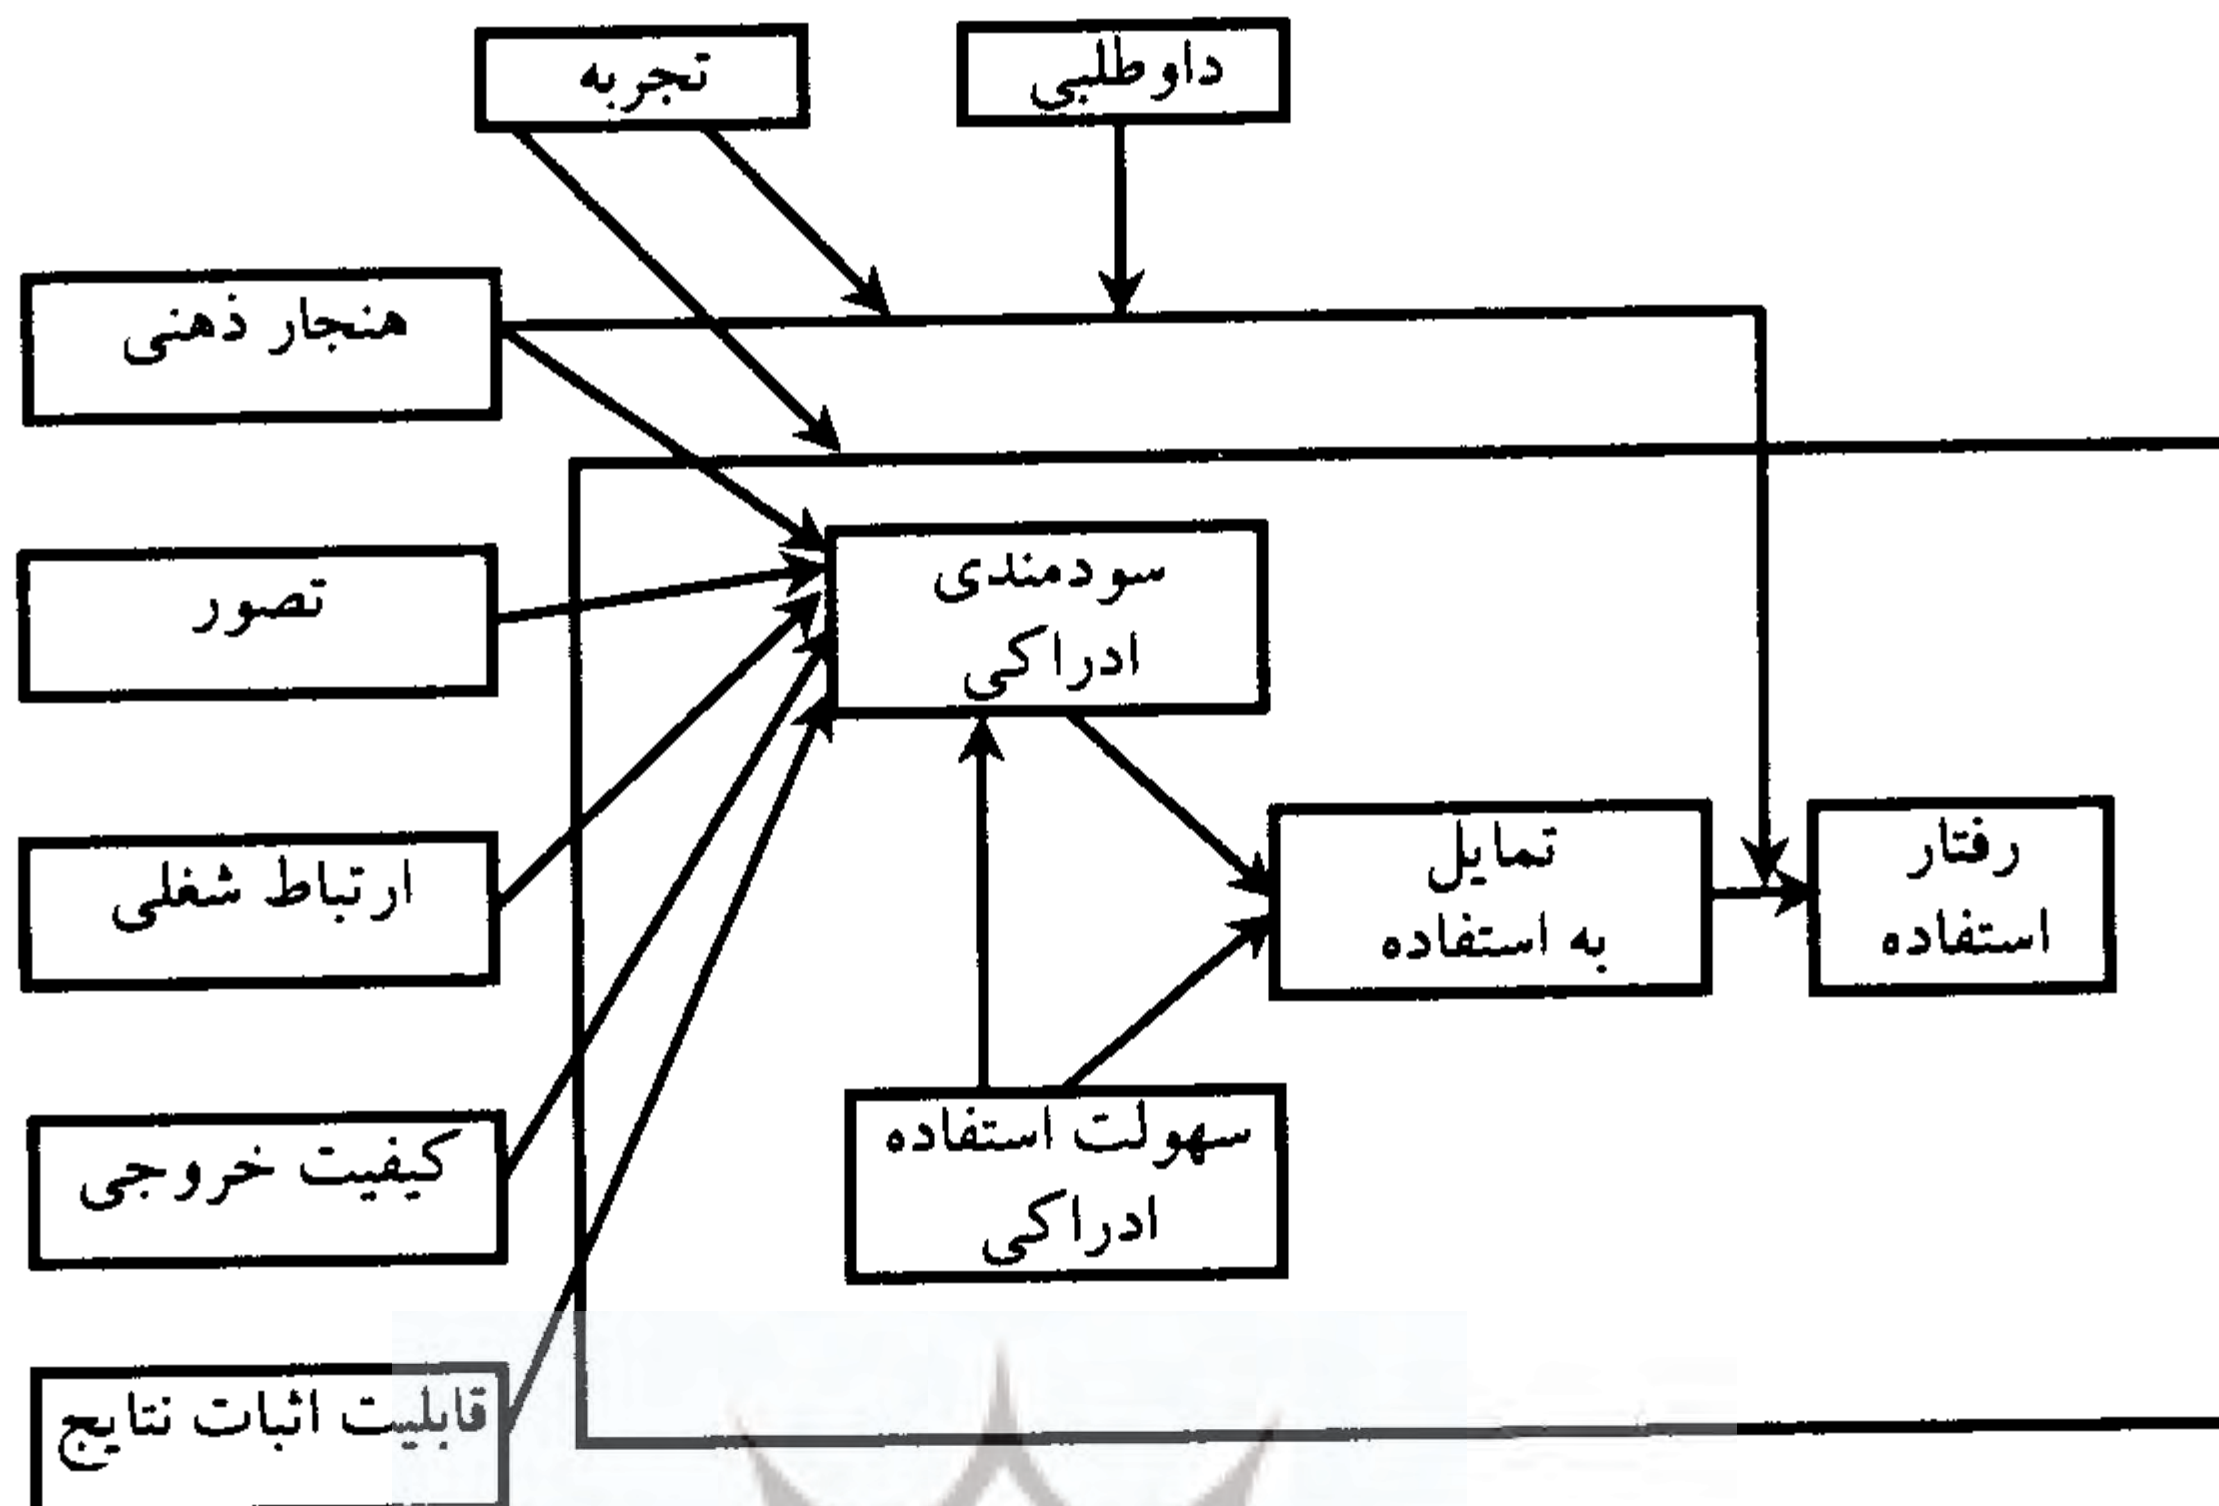 داوطلبی
تجربه
هنجار ذهنی
تصور
سودمندی
ادراکی
ارتباط شغلی
تمایل
به استفاده
رفتار
استفاده
کیفیت خروجی
سهولت استفاده
ادراکی
قابلیت اثبات نتایج